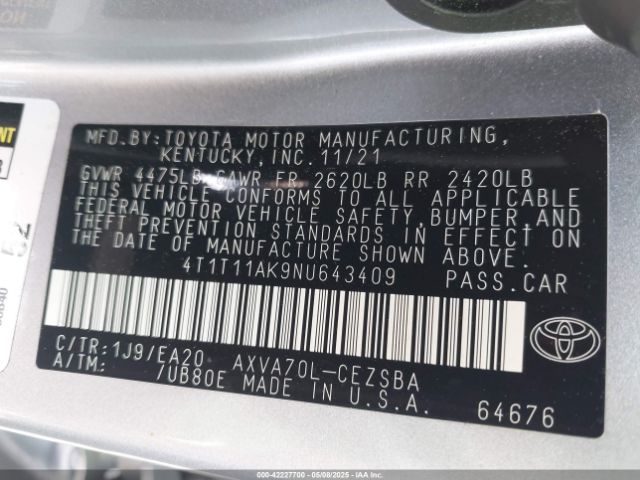 MFD.BY:TOYOTA MOTOR MANUFACTURING,
KENTUCKY, INC. 11/21
GVWR 4475LB GAWR FR 2620LB RR 2420LB
THIS VEHICLE CONFORMS TO ALL APPLICABLE
FEDERAL MOTOR VEHICLE SAFETY, BUMPER, AND
THEFT PREVENTION STANDARDS IN EFFECT ON
THE DATE OF MANUFACTURE SHOWN ABOVE.
4T1T11AK9NU643409 PASS.CAR
C/TR:1J9/EA20 AXVA70L-CEZSBA
A/TM: /UB80E MADE IN U.S.A.
64676
TOYOTA
000-42227700 - 05/08/2025 - IAAI